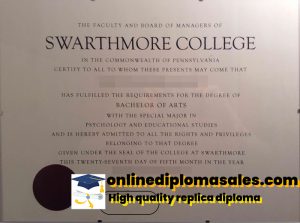 THE FACULTY AND BOARD OF MANAGERS OF
SWARTHMORE COLLEGE
IN THE COMMONWEALTH OF PENNSYLVANIA
CERTIFY TO ALL TO WHOM THESE PRESENTS MAY COME THAT
HAS FULFILLED THE REQUIREMENTS FOR THE DEGREE OF
BACHELOR OF ARTS
WITH THE SPECIAL MAJOR IN
PSYCHOLOGY AND EDUCATIONAL STUDIES
AND IS HEREBY ADMITTED TO ALL THE RIGHTS AND PRIVILEGES
BELONGING TO THAT DEGREE
GIVEN UNDER THE SEAL OF THE COLLEGE AT SWARTHMORE
THIS TWENTY-SEVENTH DAY OF FIFTH MONTH IN THE YEAR
onlinediplomasales.com
High quality replica diploma